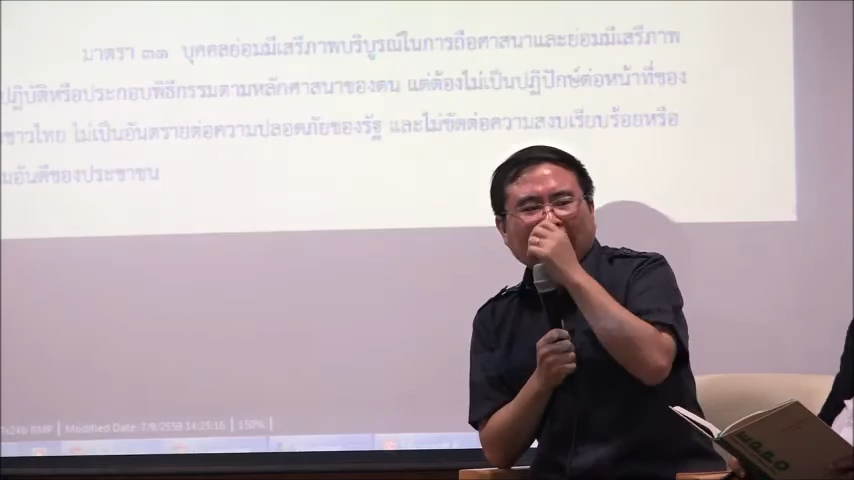 มาตรา ๓๑ บุคคลย่อมมีเสรีภาพบริบูรณ์ในการถือศาสนาและย่อมมีเสรีภาพ
ปฏิบัติหรือประกอบพิธีกรรมตามหลักศาสนาของตน แต่ต้องไม่เป็นปฏิปักษ์ต่อหน้าที่ของ
ชาวไทย ไม่เป็นอันตรายต่อความปลอดภัยของรัฐ และไม่ขัดต่อความสงบเรียบร้อยหรือ
มอันดีของประชาชน
BMP | Modified Date: 7/9/2559 14:25:16 | 150% |